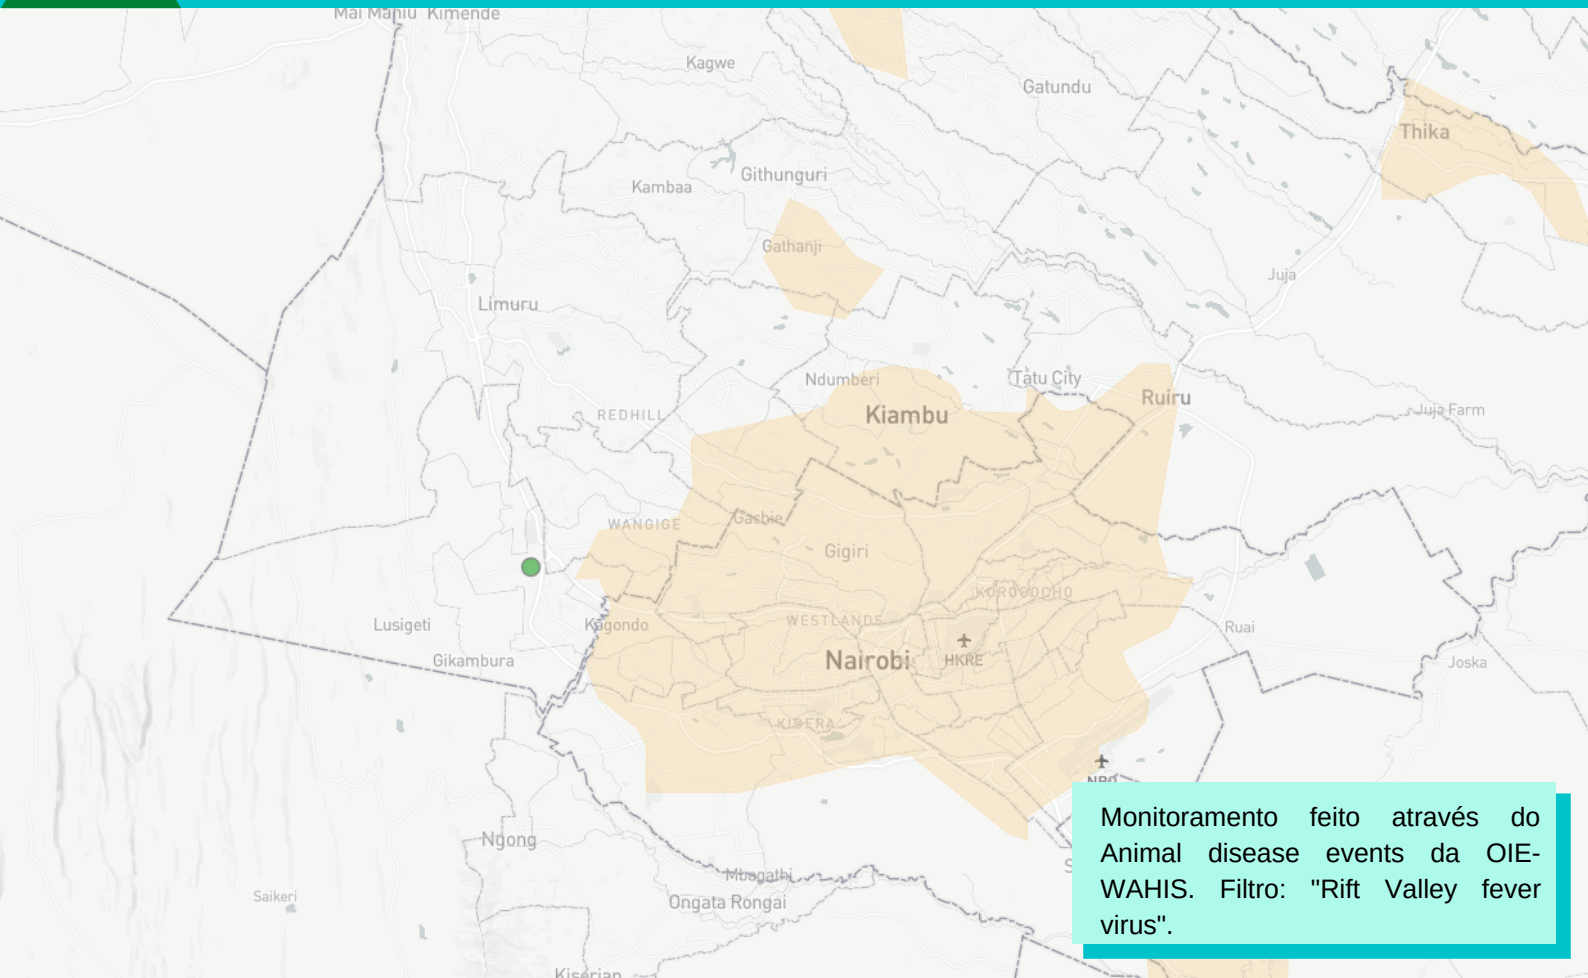 Mai Mahiu Kimende
Kagwe
Gatundu
Thika
Githunguri
Kambaa
Gathanji
Juja
Limuru
Ndumberi
Tatu City
Ruiru
REDHILL
Kiambu
Juja Farm
WANGIGE
Gachie
Gigiri
KOROGOCHO
WESTLANDS
Lusigeti
Kagondo
Ruai
Gikambura
Nairobi
HKRE
Joska
KIBERA
NBO
Monitoramento feito através do
Animal disease events da OIE-
WAHIS. Filtro: "Rift Valley fever
virus".
Ngong
Mbagathi
Saikeri
Ongata Rongai
Kiserian